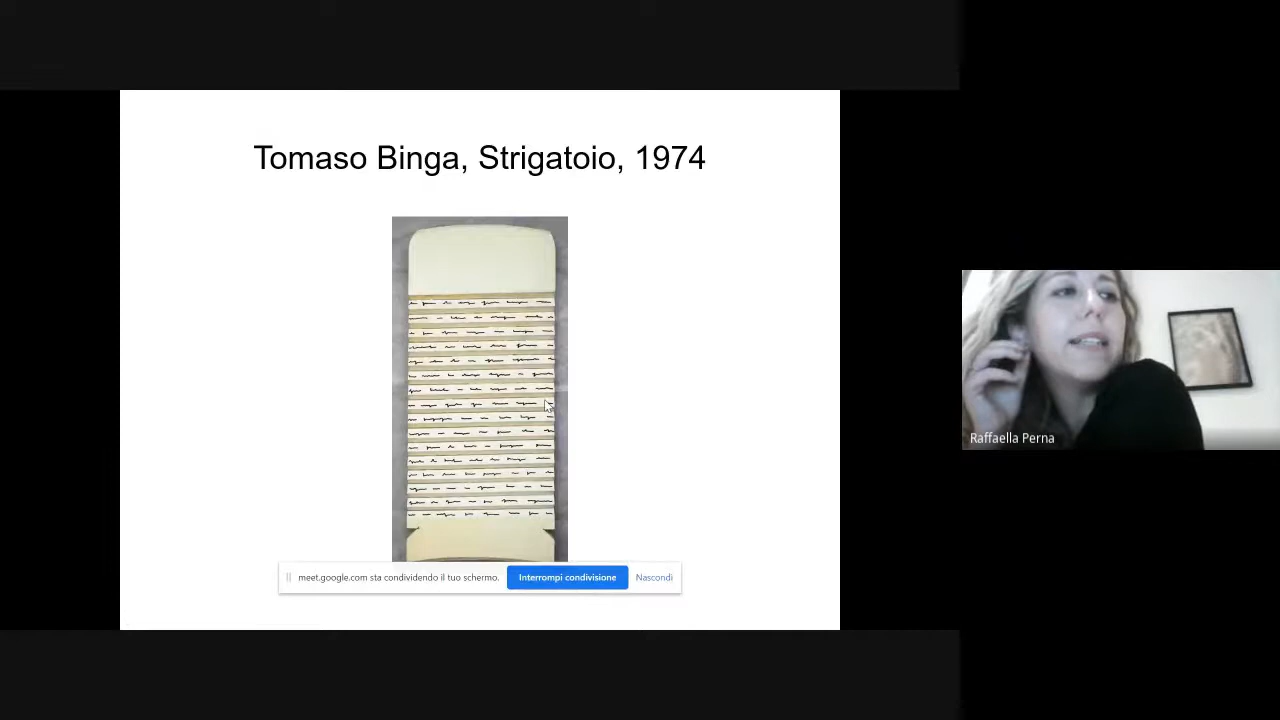 Tomaso Binga, Strigatoio, 1974
meet.google.com sta condividendo il tuo schermo. Interrompi condivisione Nascondi
Raffaella Perna